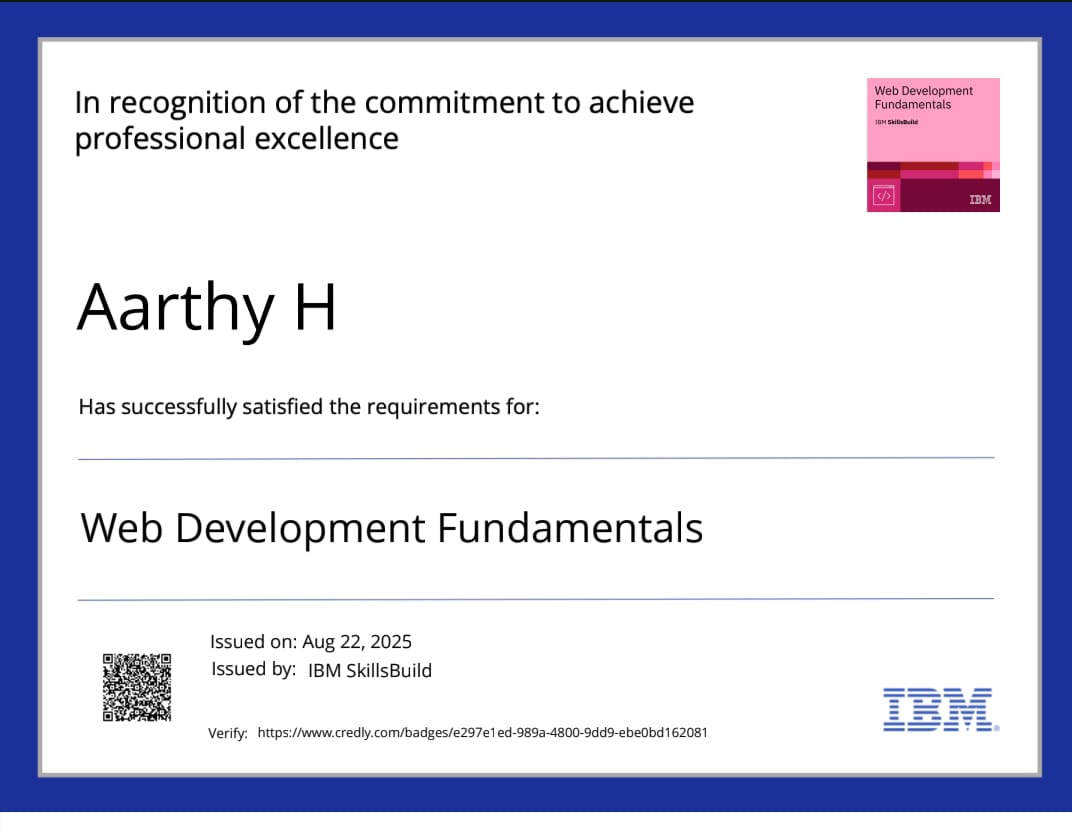 In recognition of the commitment to achieve
professional excellence
Web Development
Fundamentals
IBM SkillsBuild
</>
IBM
Aarthy H
Has successfully satisfied the requirements for:
Web Development Fundamentals
Issued on: Aug 22, 2025
Issued by: IBM SkillsBuild
Verify: https://www.credly.com/badges/e297e1ed-989a-4800-9dd9-ebe0bd162081
IBM®